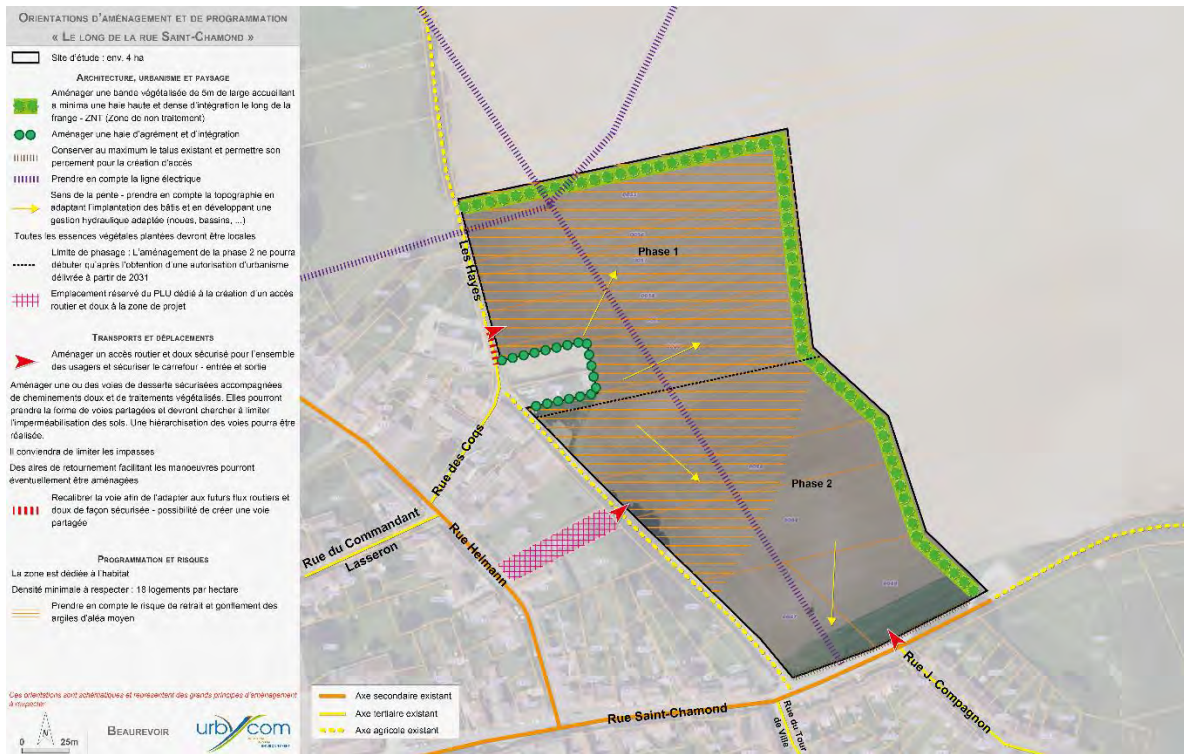 ORIENTATIONS D'AMÉNAGEMENT ET DE PROGRAMMATION
« LE LONG DE LA RUE SAINT-CHAMOND »
Site d'étude : env. 4 ha
ARCHITECTURE, URBANISME ET PAYSAGE
Aménager une bande végétalisée de 5m de large accueillant
a minima une haie haute et dense d'intégration le long de la
frange - ZNT (Zone de non traitement)
Aménager une haie d'agrément et d'intégration
Conserver au maximum le talus existant et permettre son
percement pour la création d'accès
Prendre en compte la ligne électrique
Sens de la pente - prendre en compte la topographie en
adaptant l'implantation des bâtis et en développant une
gestion hydraulique adaptée (noues, bassins, ...)
Toutes les essences végétales plantées devront être locales
Limite de phasage : L'aménagement de la phase 2 ne pourra
débuter qu'après l'obtention d'une autorisation d'urbanisme
délivrée à partir de 2031
Emplacement réservé du PLU dédié à la création d'un accès
routier et doux à la zone de projet
TRANSPORTS ET DÉPLACEMENTS
Aménager un accès routier et doux sécurisé pour l'ensemble
des usagers et sécuriser le carrefour - entrée et sortie
Aménager une ou des voies de desserte sécurisées accompagnées
de cheminements doux et de traitements végétalisés. Elles pourront
prendre la forme de voies partagées et devront chercher à limiter
l'imperméabilisation des sols. Une hiérarchisation des voies pourra être
réalisée.
Il conviendra de limiter les impasses
Des aires de retournement facilitant les manoeuvres pourront
éventuellement être aménagées
Recalibrer la voie afin de l'adapter aux futurs flux routiers et
doux de façon sécurisée - possibilité de créer une voie
partagée
PROGRAMMATION ET RISQUES
La zone est dédiée à l'habitat
Densité minimale à respecter : 18 logements par hectare
Prendre en compte le risque de retrait et gonflement des
argiles d'aléa moyen
Ces orientations sont schématiques et représentent des grands principes d'aménagement
à respecter
N
0 25m
BEAUREVOIR
urbycom
Axe secondaire existant
Axe tertiaire existant
Axe agricole existant
Les Hayes
Phase 1
Phase 2
Rue des Coqs
Rue du Commandant
Lasseron
Rue Helmann
Rue Saint-Chamond
Rue du Tour
de Ville
Rue J. Compagnon